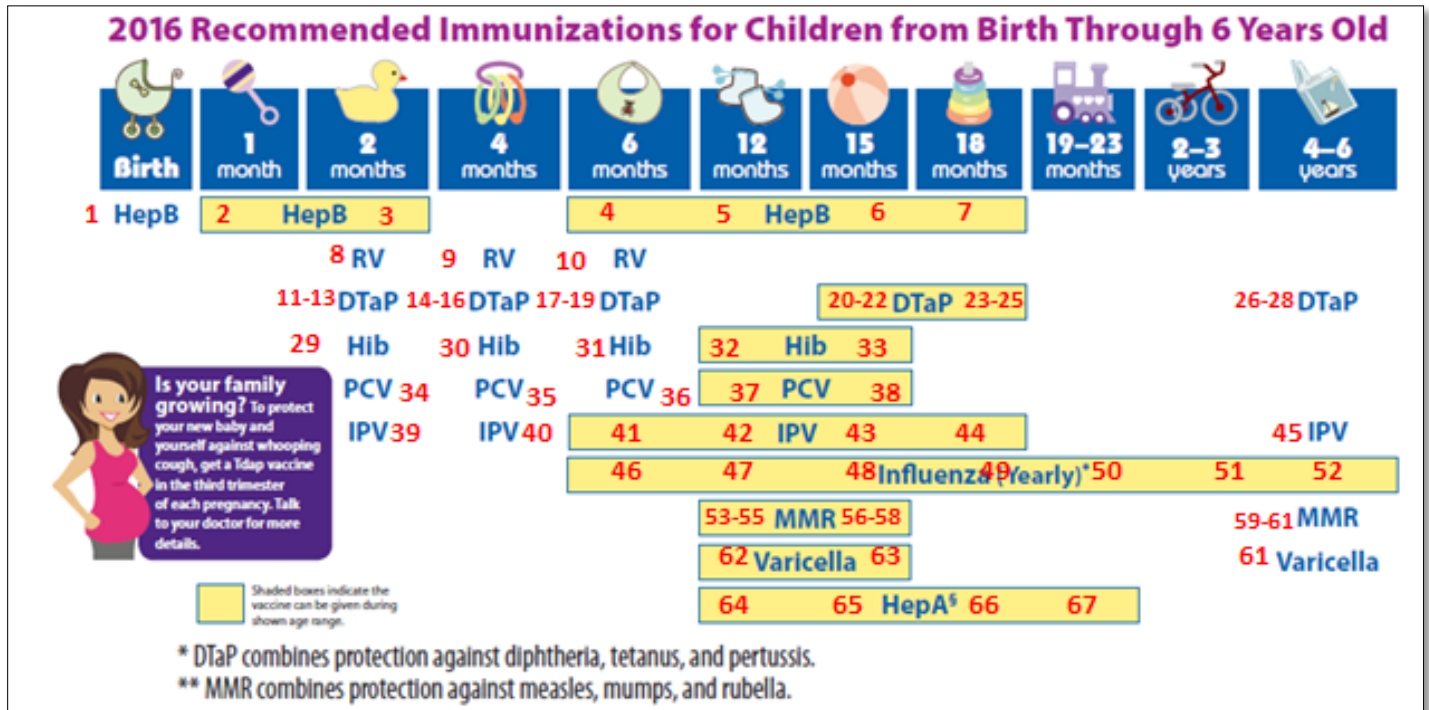 2016 Recommended Immunizations for Children from Birth Through 6 Years Old
Birth
1 month
2 months
4 months
6 months
12 months
15 months
18 months
19–23 months
2–3 years
4–6 years
1 HepB 2 HepB 3 4 5 HepB 6 7
8 RV 9 RV 10 RV
11-13 DTaP 14-16 DTaP 17-19 DTaP 20-22 DTaP 23-25 26-28 DTaP
29 Hib 30 Hib 31 Hib 32 Hib 33
PCV 34 PCV 35 PCV 36 37 PCV 38
IPV 39 IPV 40 41 42 IPV 43 44 45 IPV
46 47 48 Influenza (Yearly)* 49 50 51 52
53-55 MMR 56-58 59-61 MMR
62 Varicella 63 61 Varicella
64 65 HepA§ 66 67
Is your family
growing? To protect
your new baby and
yourself against whooping
cough, get a Tdap vaccine
in the third trimester
of each pregnancy. Talk
to your doctor for more
details.
Shaded boxes indicate the
vaccine can be given during
shown age range.
* DTaP combines protection against diphtheria, tetanus, and pertussis.
** MMR combines protection against measles, mumps, and rubella.